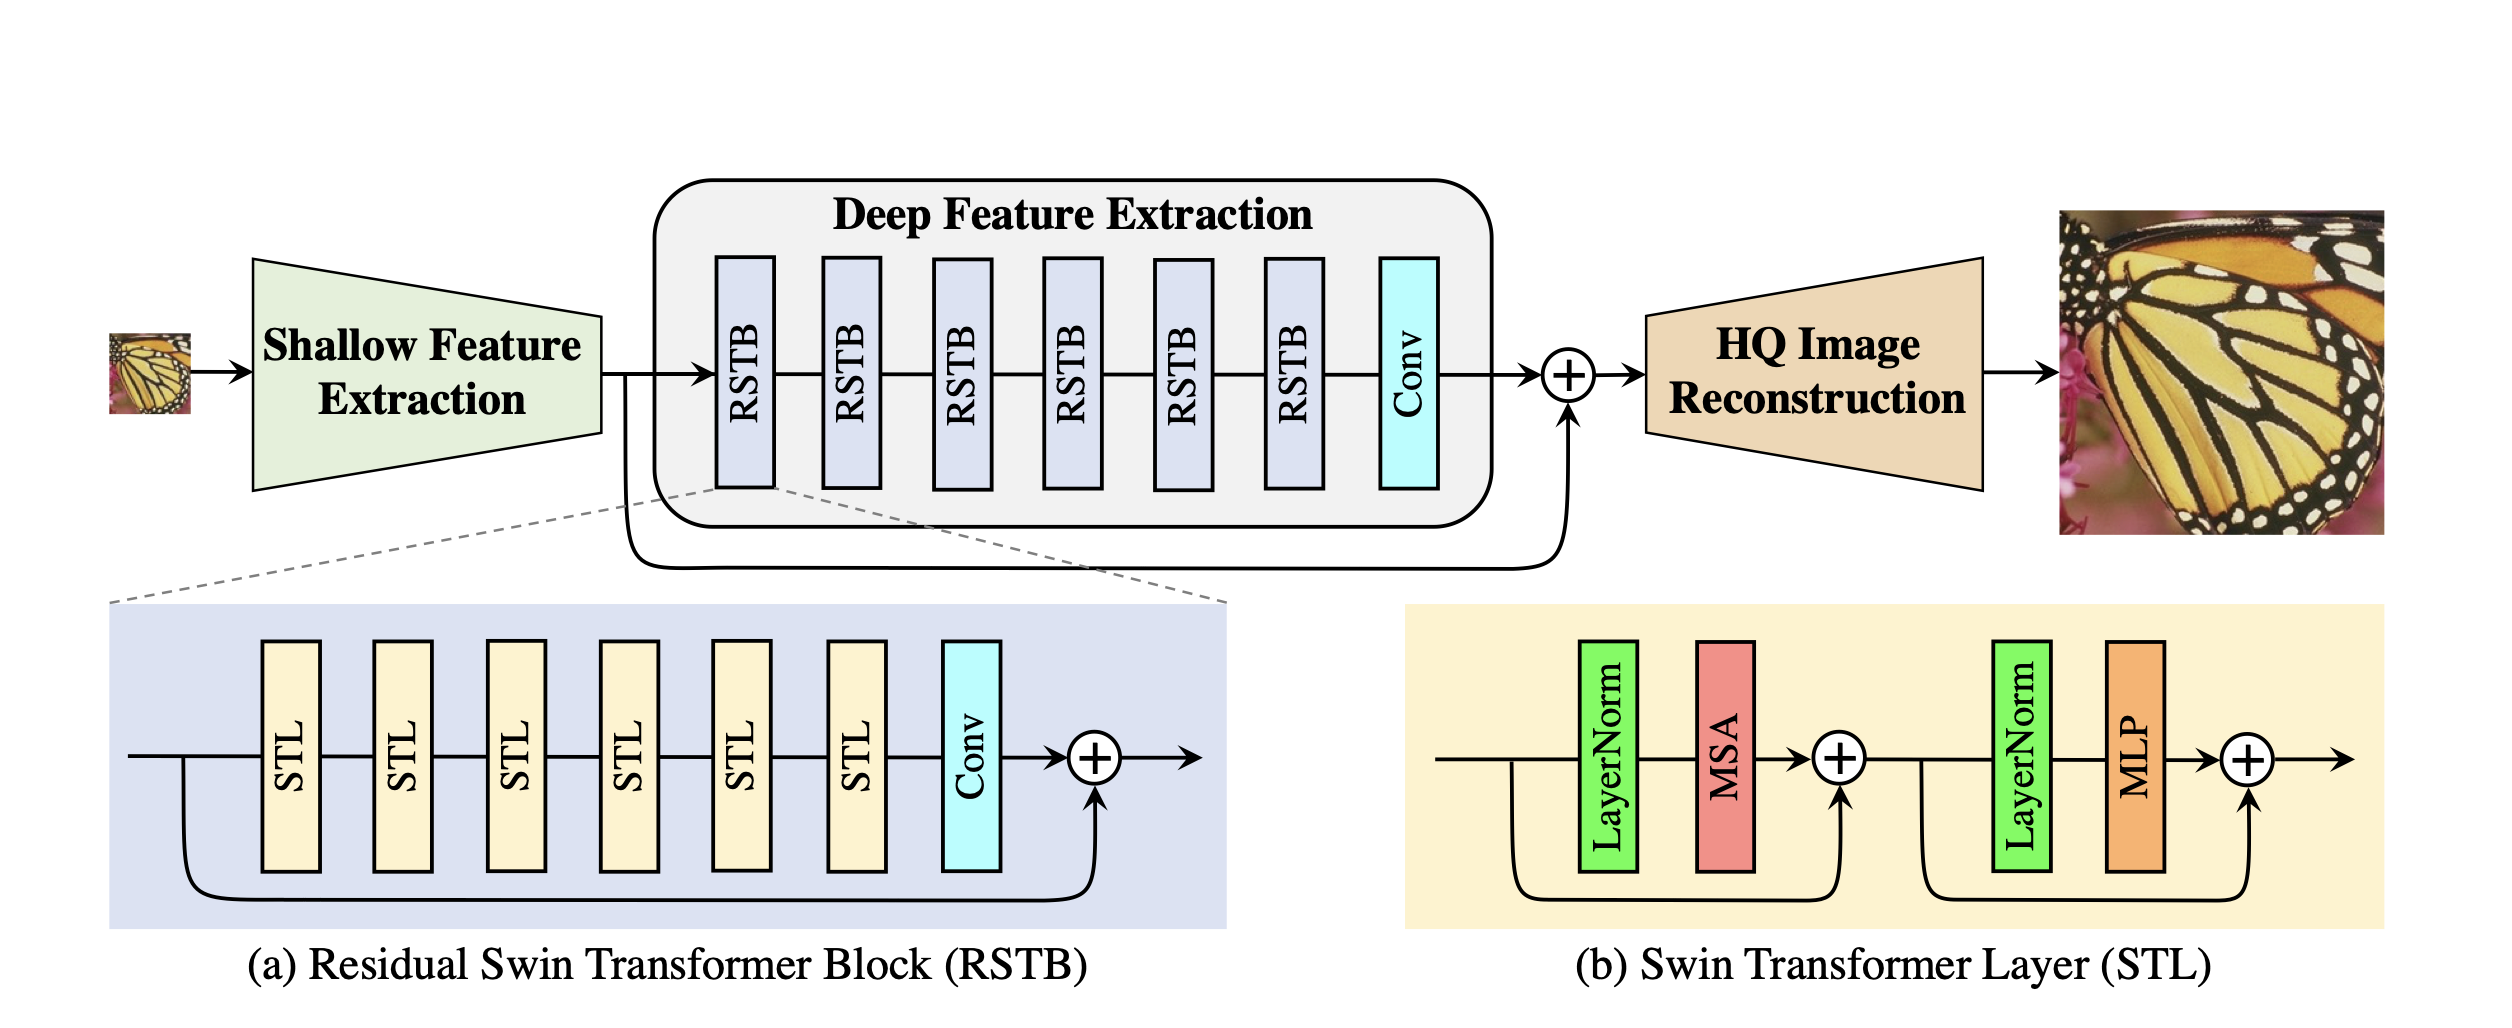 Deep Feature Extraction
Shallow Feature
Extraction
RSTB
RSTB
RSTB
RSTB
RSTB
RSTB
Conv
+
HQ Image
Reconstruction
STL
STL
STL
STL
STL
STL
Conv
+
(a) Residual Swin Transformer Block (RSTB)
LayerNorm
MSA
+
LayerNorm
MLP
+
(b) Swin Transformer Layer (STL)